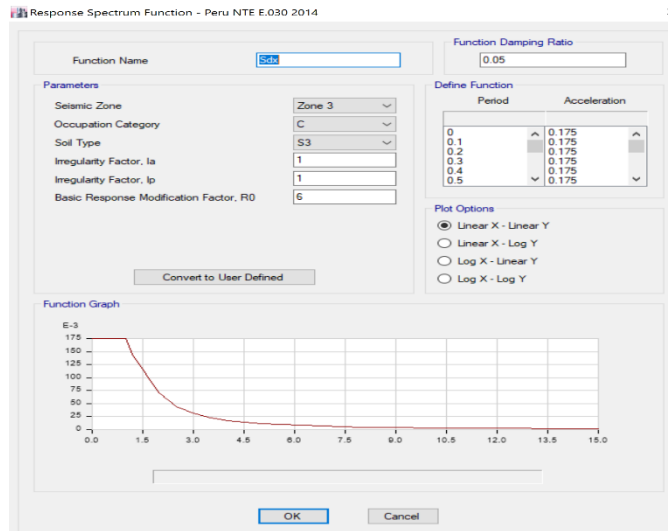 Response Spectrum Function - Peru NTE E.030 2014
Function Name
Sdx
Function Damping Ratio
0.05
Parameters
Seismic Zone
Zone 3
Occupation Category
C
Soil Type
S3
Irregularity Factor, Ia
1
Irregularity Factor, Ip
1
Basic Response Modification Factor, R0
6
Convert to User Defined
Define Function
Period Acceleration
0 0.175
0.1 0.175
0.2 0.175
0.3 0.175
0.4 0.175
0.5 0.175
Plot Options
Linear X - Linear Y
Linear X - Log Y
Log X - Linear Y
Log X - Log Y
Function Graph
E-3
175
150
125
100
75
50
25
0
0.0 1.5 3.0 4.5 6.0 7.5 9.0 10.5 12.0 13.5 15.0
OK Cancel